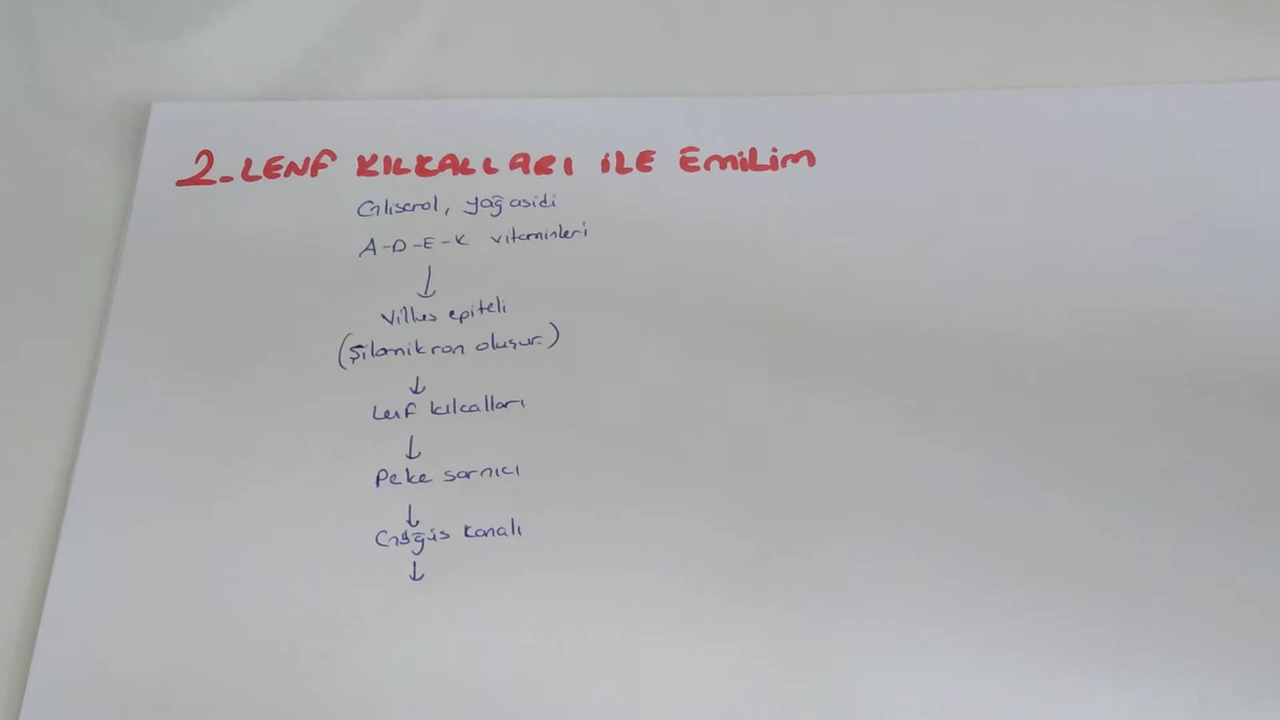 2. LENF KILKALLARI İLE EMİLİM
Gliserol, yağ asidi
A-D-E-K vitaminleri
↓
Villus epiteli
(Şilomikron oluşur.)
↓
Lenf kılcalları
↓
Peke sarnıcı
↓
Göğüs kanalı
↓